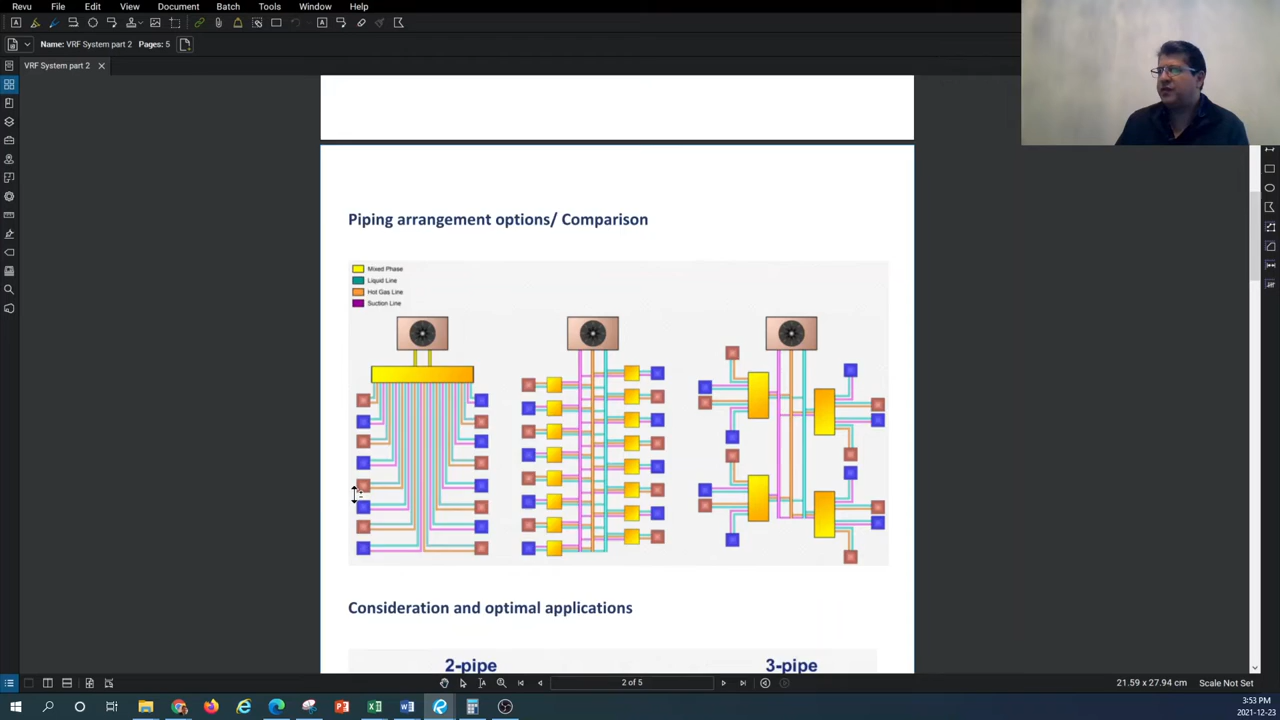 Revu File Edit View Document Batch Tools Window Help
Name: VRF System part 2 Pages: 5
VRF System part 2
Piping arrangement options/ Comparison
Mixed Phase
Liquid Line
Hot Gas Line
Suction Line
Consideration and optimal applications
2-pipe 3-pipe
2 of 5
21.59 x 27.94 cm Scale Not Set
3:53 PM
2021-12-23